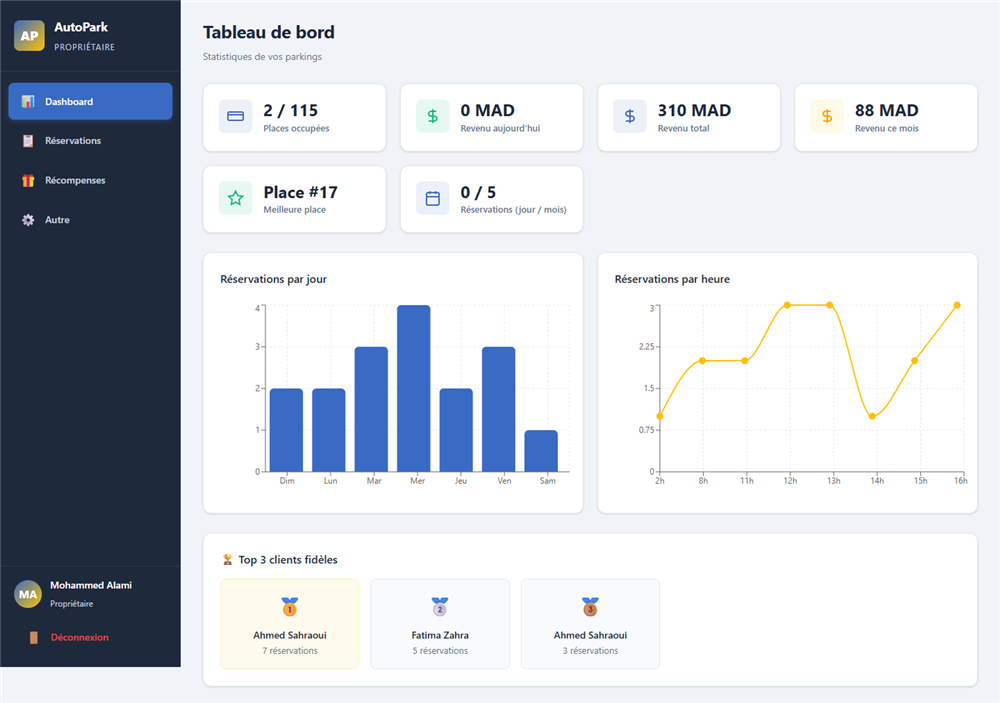 AP
AutoPark
PROPRIÉTAIRE
Dashboard
Réservations
Récompenses
Autre
Mohammed Alami
MA
Propriétaire
Déconnexion
Tableau de bord
Statistiques de vos parkings
2 / 115
Places occupées
0 MAD
Revenu aujourd'hui
310 MAD
Revenu total
88 MAD
Revenu ce mois
Place #17
Meilleure place
0 / 5
Réservations (jour / mois)
Réservations par jour
4
3
2
1
0
Dim Lun Mar Mer Jeu Ven Sam
Réservations par heure
3
2.25
1.5
0.75
0
2h 8h 11h 12h 13h 14h 15h 16h
Top 3 clients fidèles
1
Ahmed Sahraoui
7 réservations
2
Fatima Zahra
5 réservations
3
Ahmed Sahraoui
3 réservations